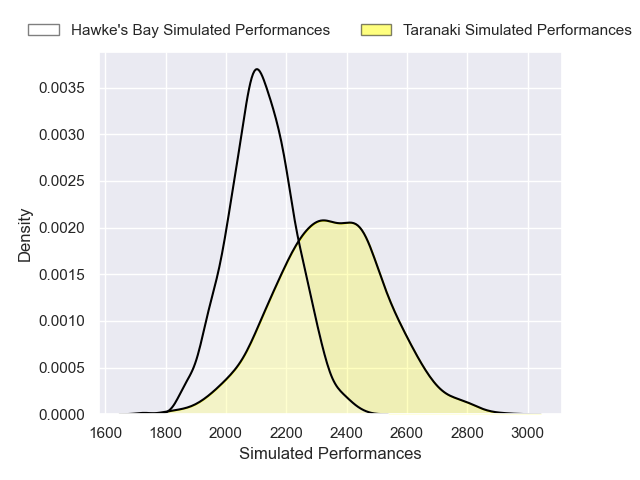 Hawke's Bay Simulated Performances
Taranaki Simulated Performances
Density
0.0035
0.0030
0.0025
0.0020
0.0015
0.0010
0.0005
0.0000
1600 1800 2000 2200 2400 2600 2800 3000
Simulated Performances